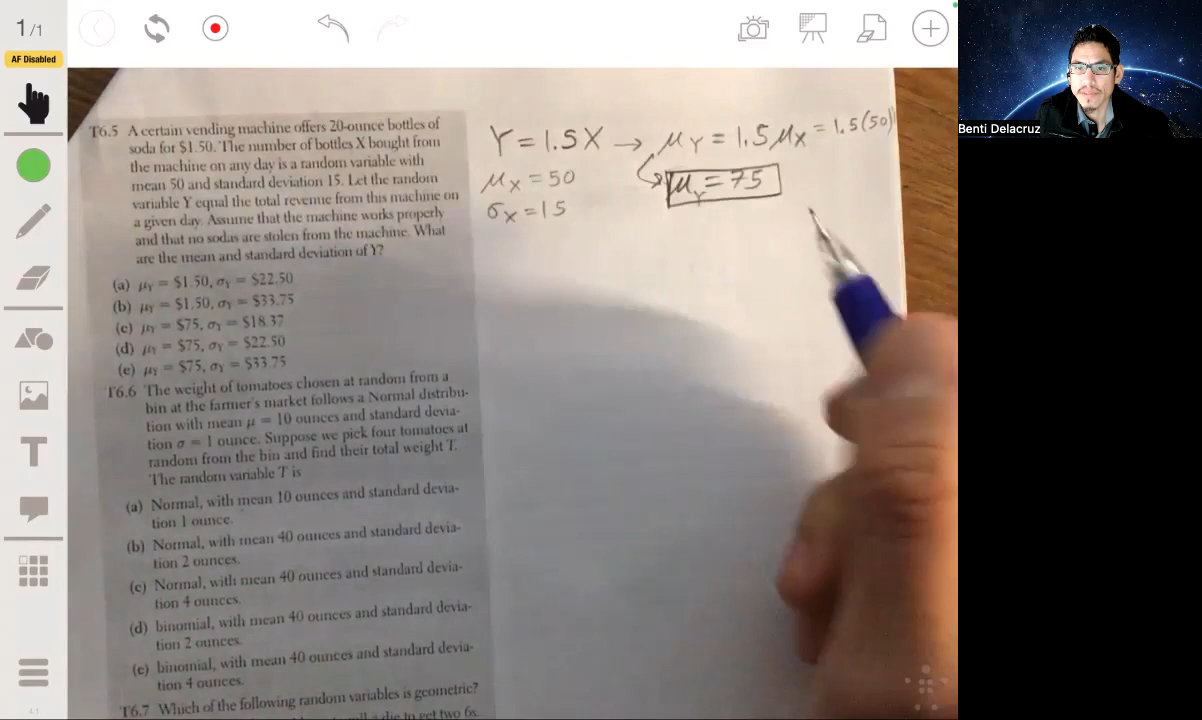 1/1
AF Disabled
T
Benti Delacruz
T6.5 A certain vending machine offers 20-ounce bottles of
soda for $1.50. The number of bottles X bought from
the machine on any day is a random variable with
mean 50 and standard deviation 15. Let the random
variable Y equal the total revenue from this machine on
a given day. Assume that the machine works properly
and that no sodas are stolen from the machine. What
are the mean and standard deviation of Y?
(a) μY = $1.50, σY = $22.50
(b) μY = $1.50, σY = $33.75
(c) μY = $75, σY = $18.37
(d) μY = $75, σY = $22.50
(e) μY = $75, σY = $33.75
T6.6 The weight of tomatoes chosen at random from a
bin at the farmer's market follows a Normal distribu-
tion with mean μ = 10 ounces and standard devia-
tion σ = 1 ounce. Suppose we pick four tomatoes at
random from the bin and find their total weight T.
The random variable T is
(a) Normal, with mean 10 ounces and standard devia-
tion 1 ounce.
(b) Normal, with mean 40 ounces and standard devia-
tion 2 ounces.
(c) Normal, with mean 40 ounces and standard devia-
tion 4 ounces.
(d) binomial, with mean 40 ounces and standard devia-
tion 2 ounces.
(e) binomial, with mean 40 ounces and standard devia-
tion 4 ounces.
T6.7 Which of the following random variables is geometric?
die to get two 6s.
Y = 1.5X → μY = 1.5μX = 1.5(50)
μX = 50
μY = 75
σX = 15